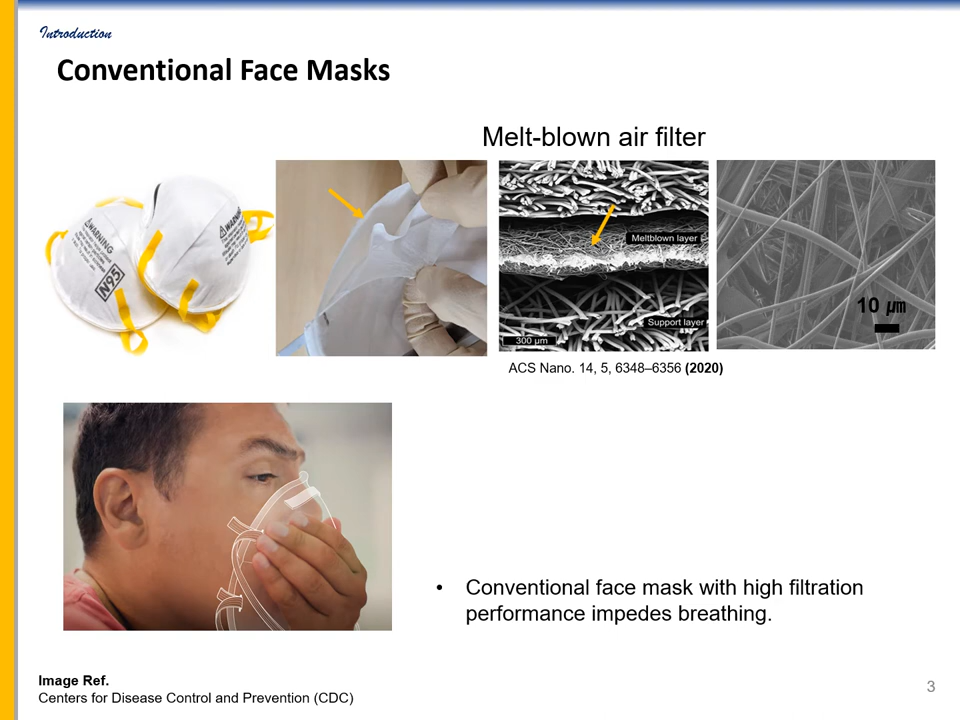 Introduction
Conventional Face Masks
Melt-blown air filter
WARNING
N95
WARNING
Meltblown layer
Support layer
300 µm
10 ㎛
ACS Nano. 14, 5, 6348–6356 (2020)
• Conventional face mask with high filtration
performance impedes breathing.
Image Ref.
Centers for Disease Control and Prevention (CDC)
3